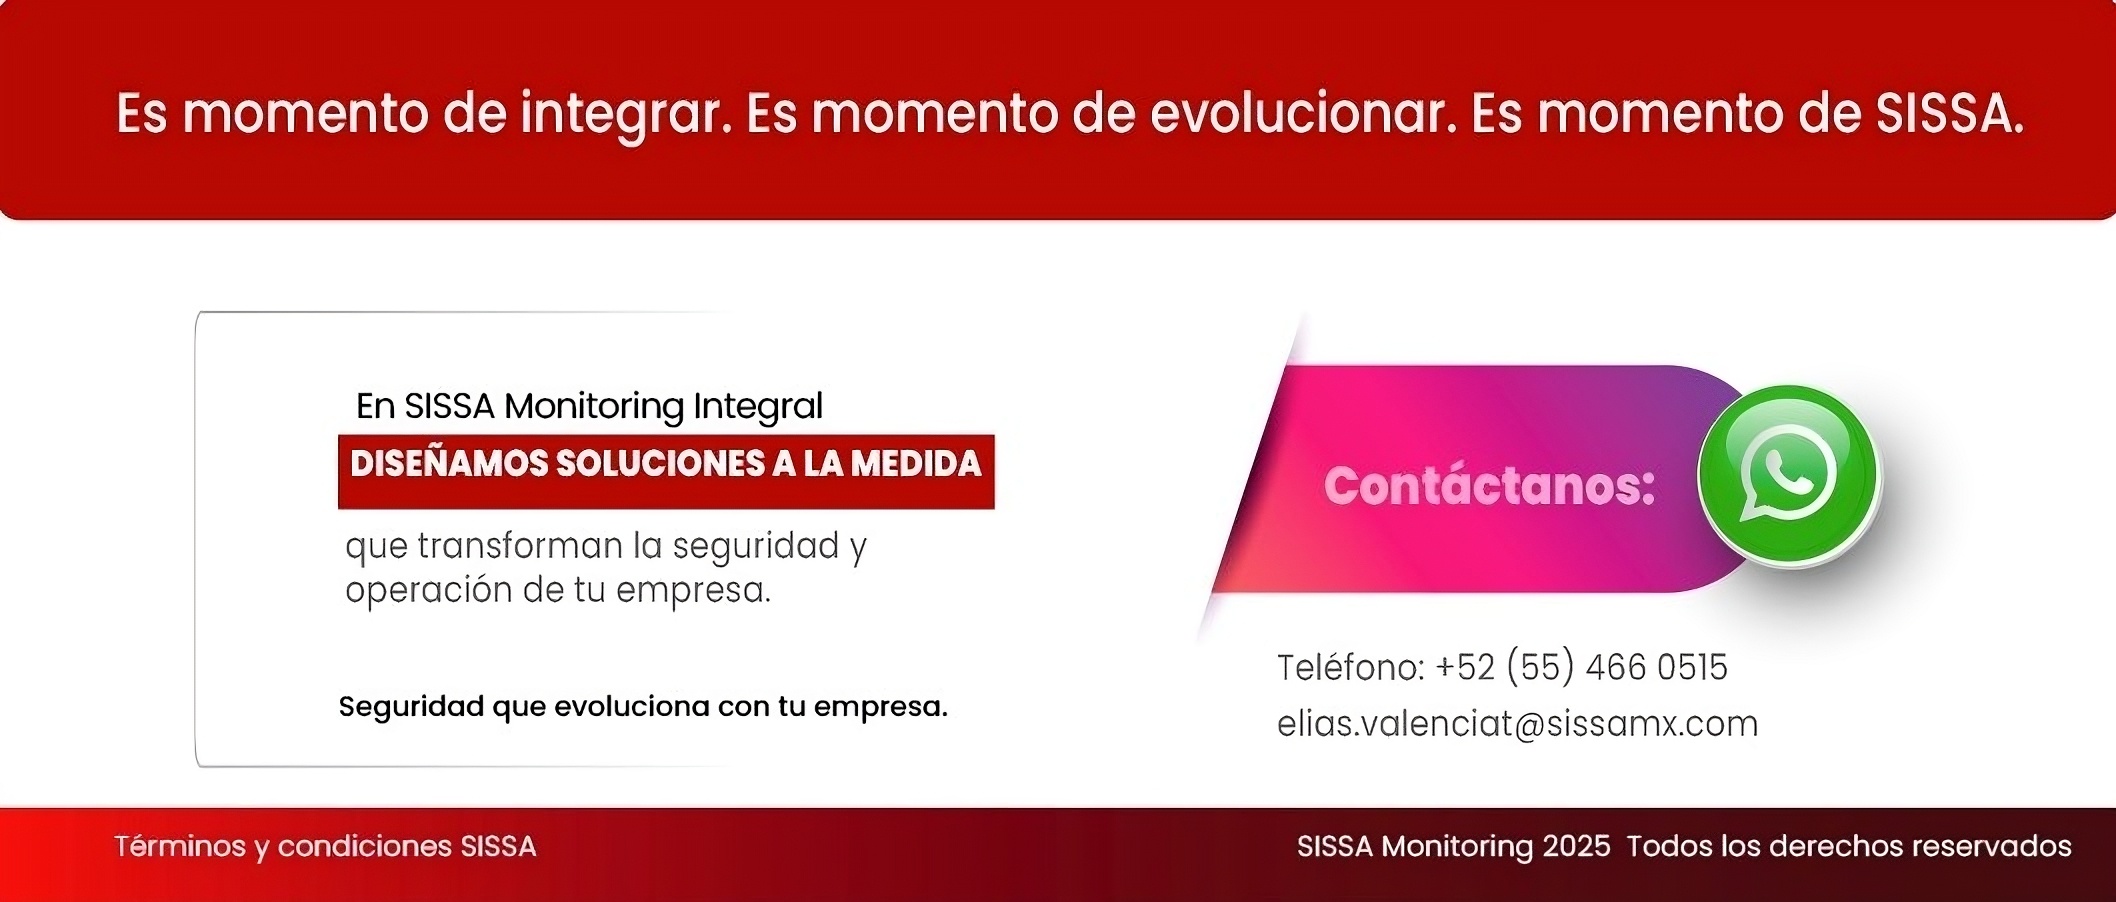 Es momento de integrar. Es momento de evolucionar. Es momento de SISSA.
En SISSA Monitoring Integral
DISEÑAMOS SOLUCIONES A LA MEDIDA
que transforman la seguridad y
operación de tu empresa.
Seguridad que evoluciona con tu empresa.
Contáctanos:
Teléfono: +52 (55) 466 0515
elias.valenciat@sissamx.com
Términos y condiciones SISSA
SISSA Monitoring 2025 Todos los derechos reservados